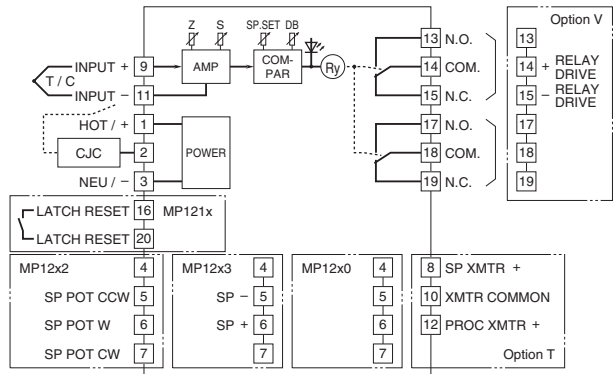 Option V
Z S SP.SET DB
INPUT + 9
T / C
INPUT − 11
AMP
COM-
PAR
Ry
13 N.O.
14 COM.
15 N.C.
13
14 + RELAY
DRIVE
15 − RELAY
DRIVE
17
18
19
HOT / + 1
CJC 2
NEU / − 3
POWER
17 N.O.
18 COM.
19 N.C.
LATCH RESET 16 MP121x
LATCH RESET 20
MP12x2 4
SP POT CCW 5
SP POT W 6
SP POT CW 7
MP12x3 4
SP − 5
SP + 6
7
MP12x0 4
5
6
7
8 SP XMTR +
10 XMTR COMMON
12 PROC XMTR +
Option T